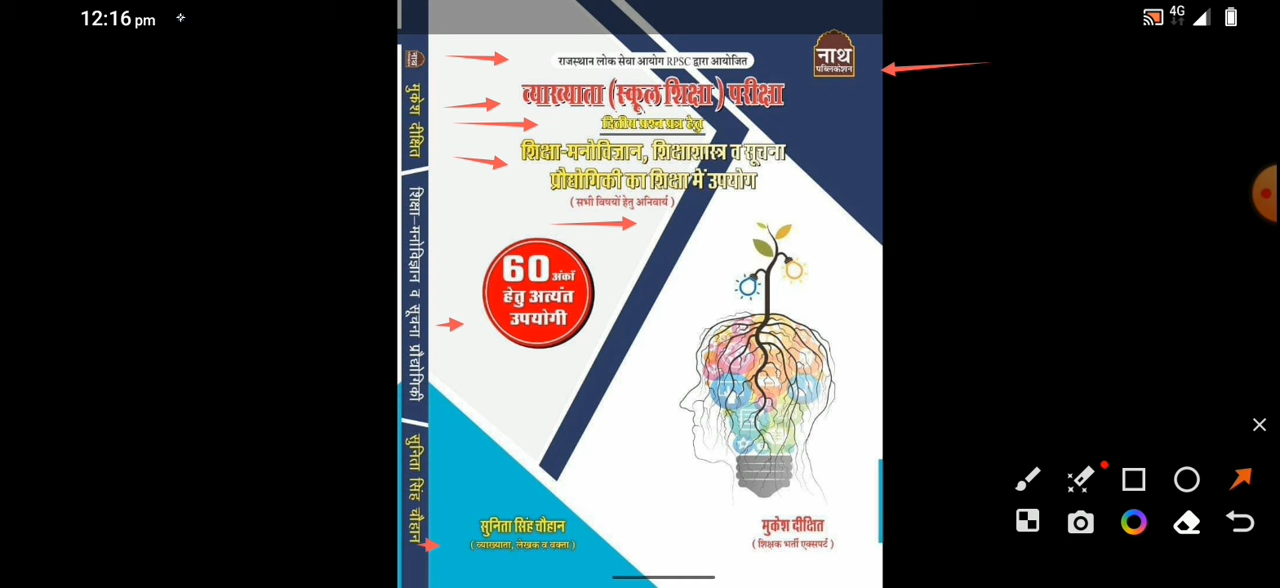 12:16 pm
4G
राजस्थान लोक सेवा आयोग RPSC द्वारा आयोजित
नाथ
पब्लिकेशन
व्याख्याता (स्कूल शिक्षा) परीक्षा
द्वितीय प्रश्न पत्र हेतु
शिक्षा-मनोविज्ञान, शिक्षाशास्त्र व सूचना
प्रौद्योगिकी का शिक्षा में उपयोग
( सभी विषयों हेतु अनिवार्य )
60 अंकों
हेतु अत्यंत
उपयोगी
सुनिता सिंह चौहान
( व्याख्याता, लेखक व वक्ता )
मुकेश दीक्षित
( शिक्षक भर्ती एक्सपर्ट )
नाथ
मुकेश दीक्षित
शिक्षा-मनोविज्ञान व सूचना प्रौद्योगिकी
सुनिता सिंह चौहान